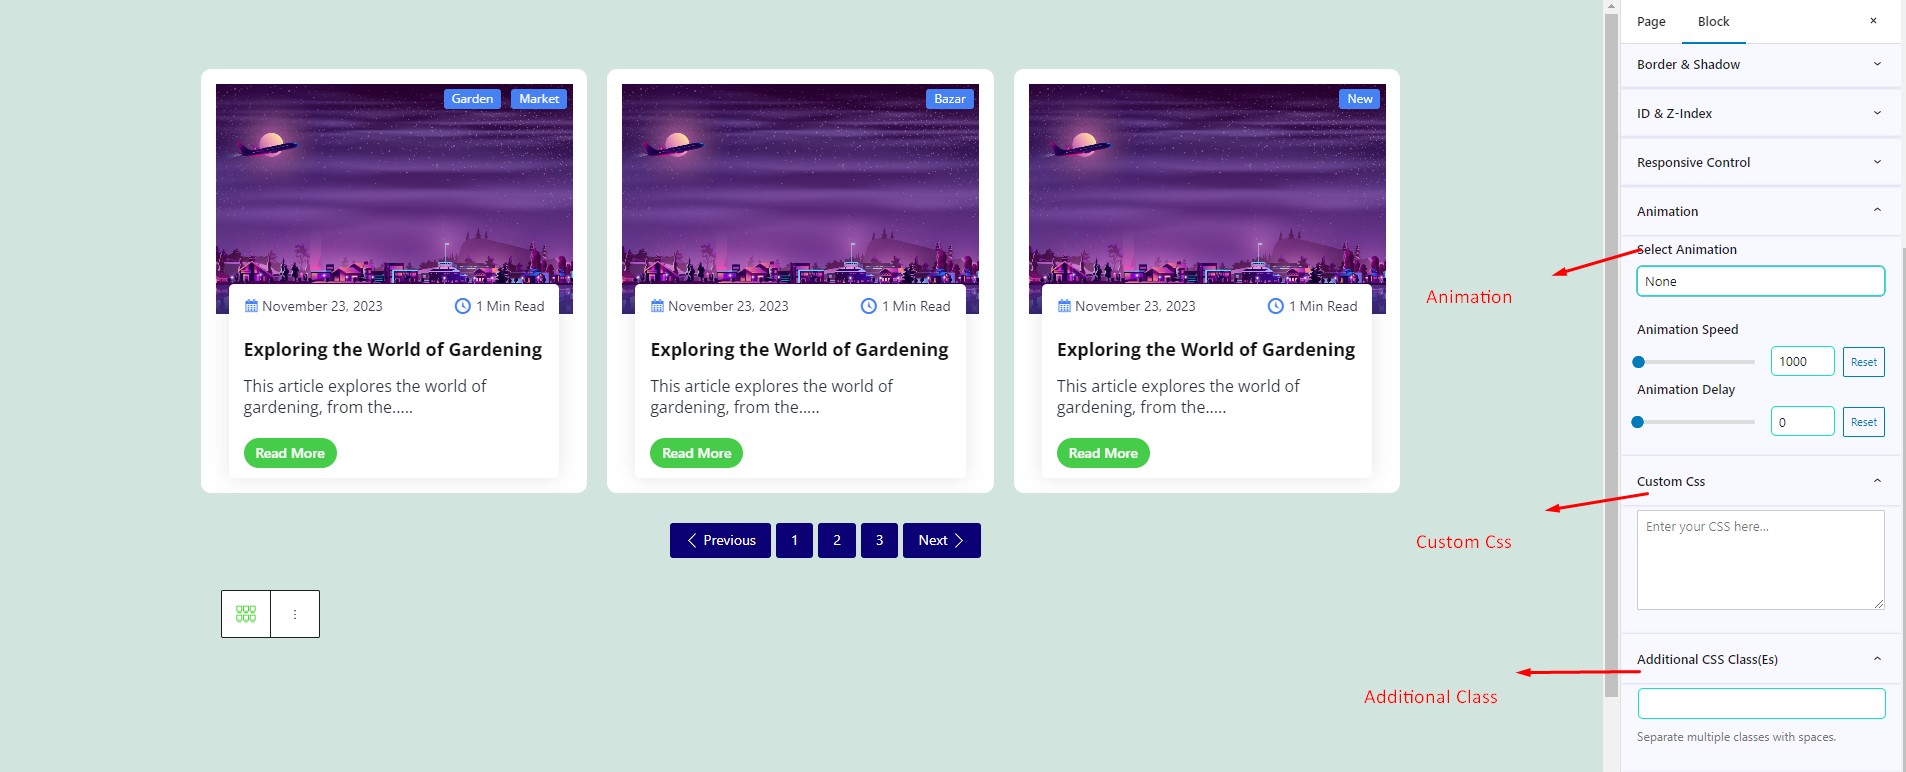 Garden
Market
November 23, 2023
1 Min Read
Exploring the World of Gardening
This article explores the world of
gardening, from the.....
Read More
Bazar
November 23, 2023
1 Min Read
Exploring the World of Gardening
This article explores the world of
gardening, from the.....
Read More
New
November 23, 2023
1 Min Read
Exploring the World of Gardening
This article explores the world of
gardening, from the.....
Read More
Previous
1
2
3
Next
Animation
Custom Css
Additional Class
Page
Block
Border & Shadow
ID & Z-Index
Responsive Control
Animation
Select Animation
None
Animation Speed
1000
Reset
Animation Delay
0
Reset
Custom Css
Enter your CSS here...
Additional CSS Class(Es)
Separate multiple classes with spaces.